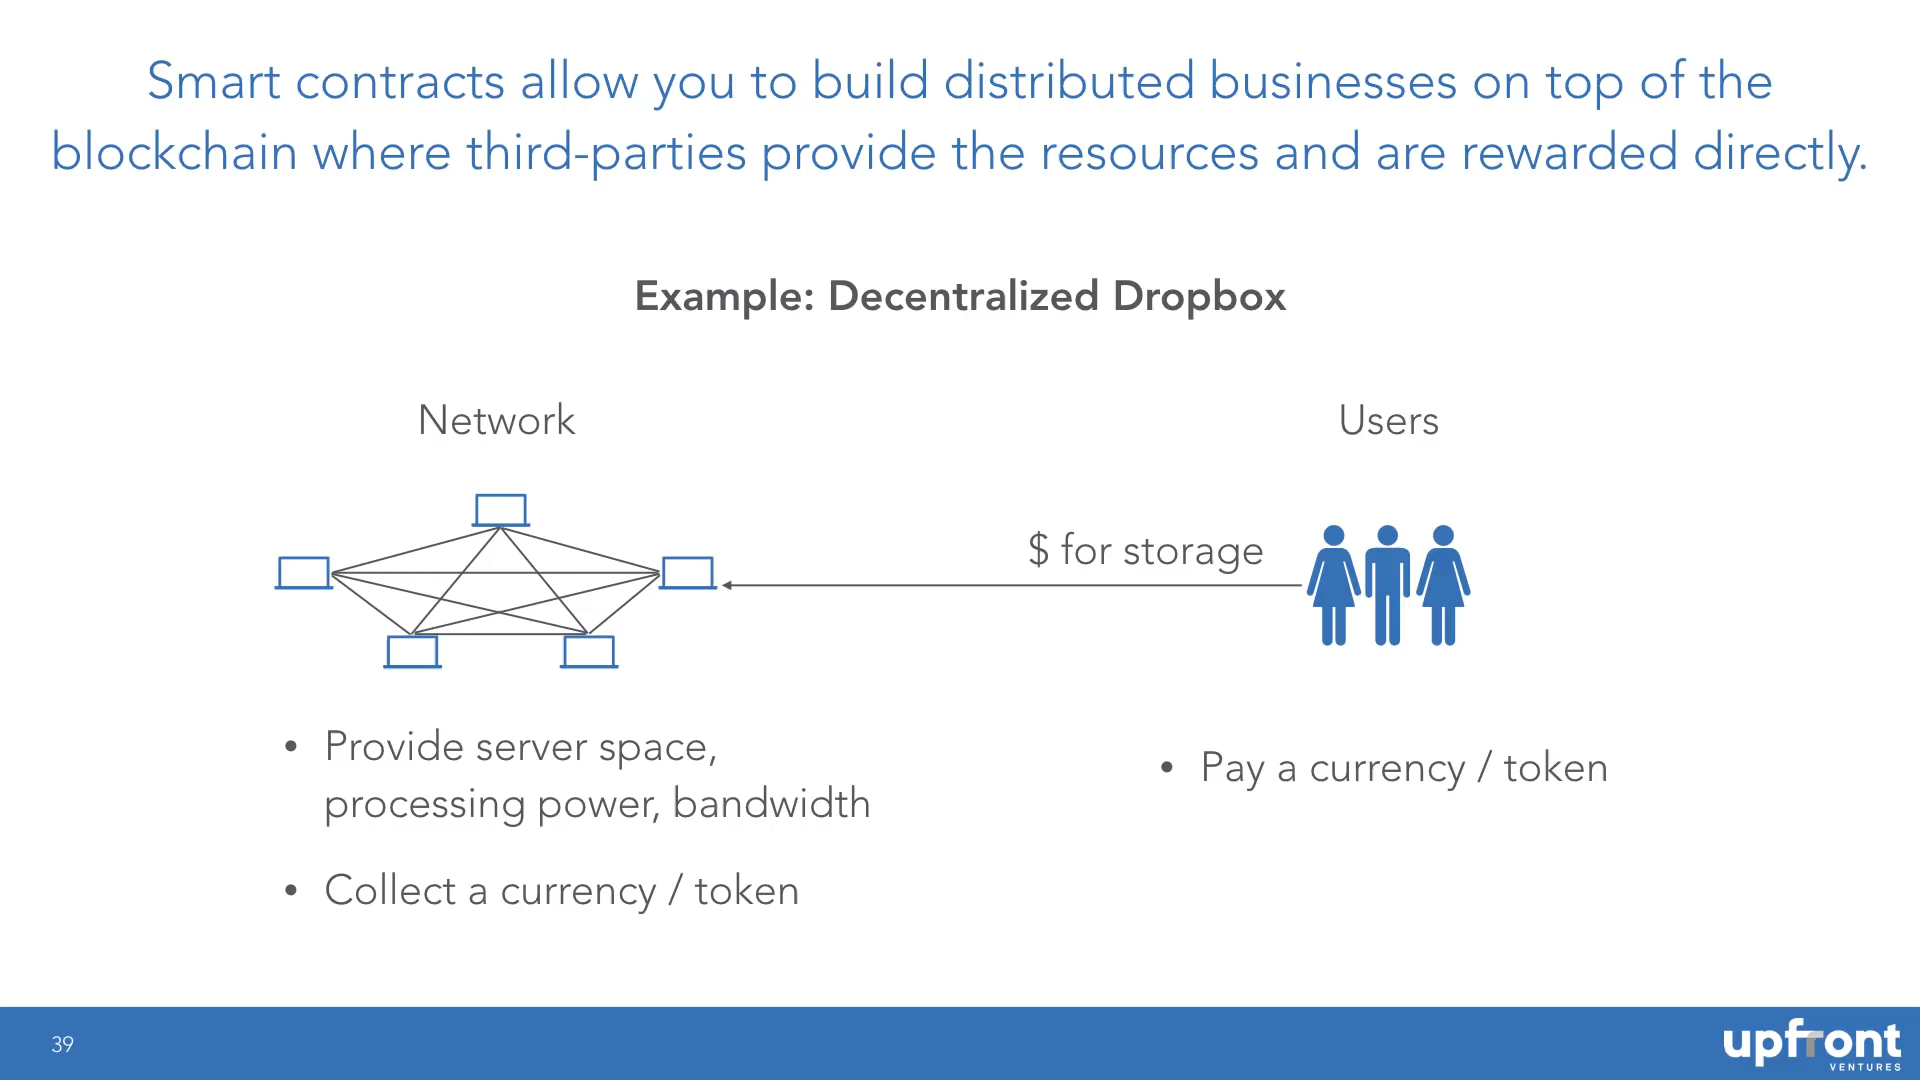 Smart contracts allow you to build distributed businesses on top of the
blockchain where third-parties provide the resources and are rewarded directly.
Example: Decentralized Dropbox
Network
Users
$ for storage
• Provide server space,
processing power, bandwidth
• Collect a currency / token
• Pay a currency / token
39
upfront
VENTURES